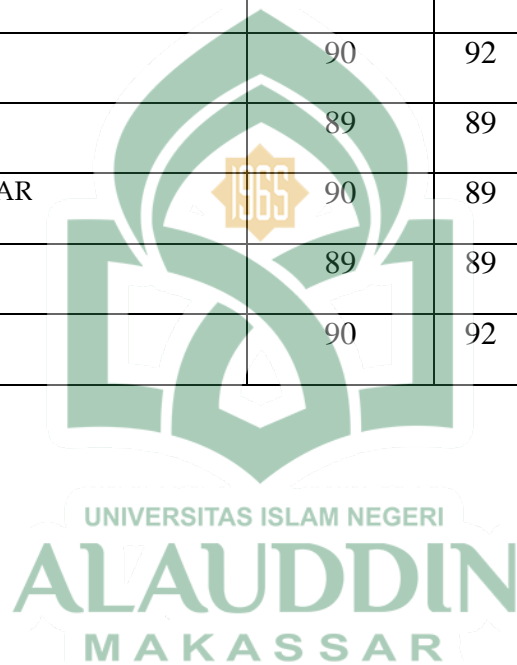 90 92
89 89
AR 1965 90 89
89 89
90 92
UNIVERSITAS ISLAM NEGERI
ALAUDDIN
MAKASSAR